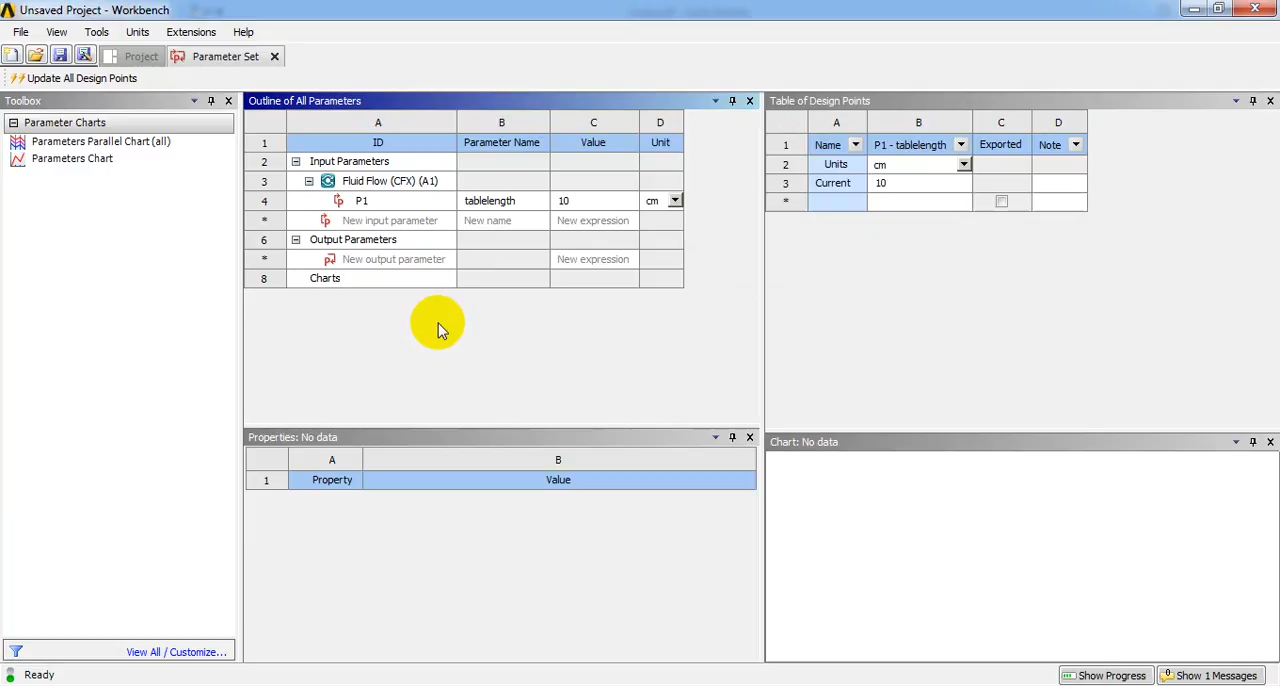 Unsaved Project - Workbench
File View Tools Units Extensions Help
Project Parameter Set
Update All Design Points
Toolbox
Parameter Charts
Parameters Parallel Chart (all)
Parameters Chart
View All / Customize...
Outline of All Parameters
A B C D
1 ID Parameter Name Value Unit
2 Input Parameters
3 Fluid Flow (CFX) (A1)
4 P1 tablelength 10 cm
* New input parameter New name New expression
6 Output Parameters
* New output parameter New expression
8 Charts
Properties: No data
A B
1 Property Value
Table of Design Points
A B C D
1 Name P1 - tablelength Exported Note
2 Units cm
3 Current 10
*
Chart: No data
Ready
Show Progress Show 1 Messages